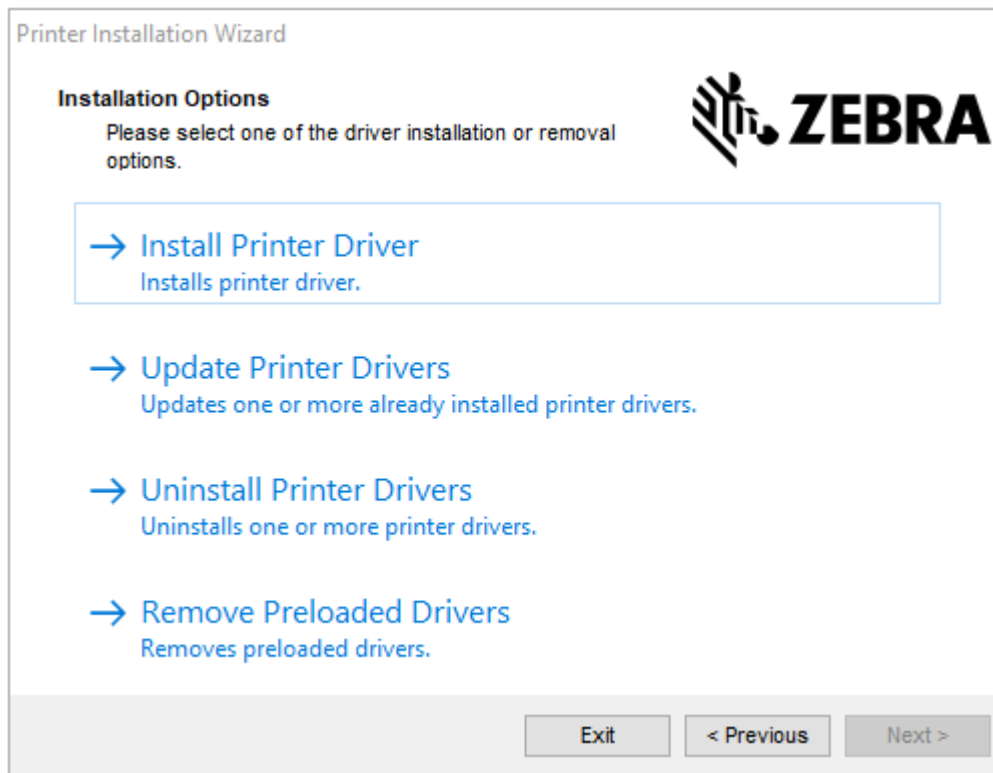 Printer Installation Wizard
Installation Options
Please select one of the driver installation or removal
options.
ZEBRA
Install Printer Driver
Installs printer driver.
Update Printer Drivers
Updates one or more already installed printer drivers.
Uninstall Printer Drivers
Uninstalls one or more printer drivers.
Remove Preloaded Drivers
Removes preloaded drivers.
Exit
< Previous
Next >